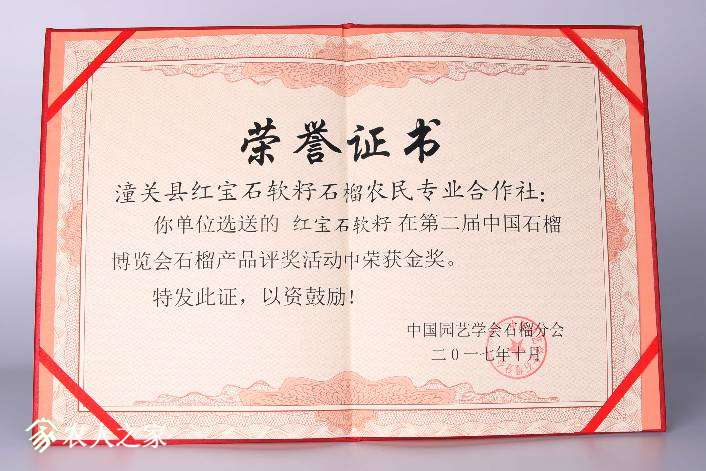 荣誉证书
潼关县红宝石软籽石榴农民专业合作社:
你单位选送的 红宝石软籽 在第二届中国石榴
博览会石榴产品评奖活动中荣获金奖。
特发此证，以资鼓励!
中国园艺学会石榴分会
二〇一七年十月
农人之家